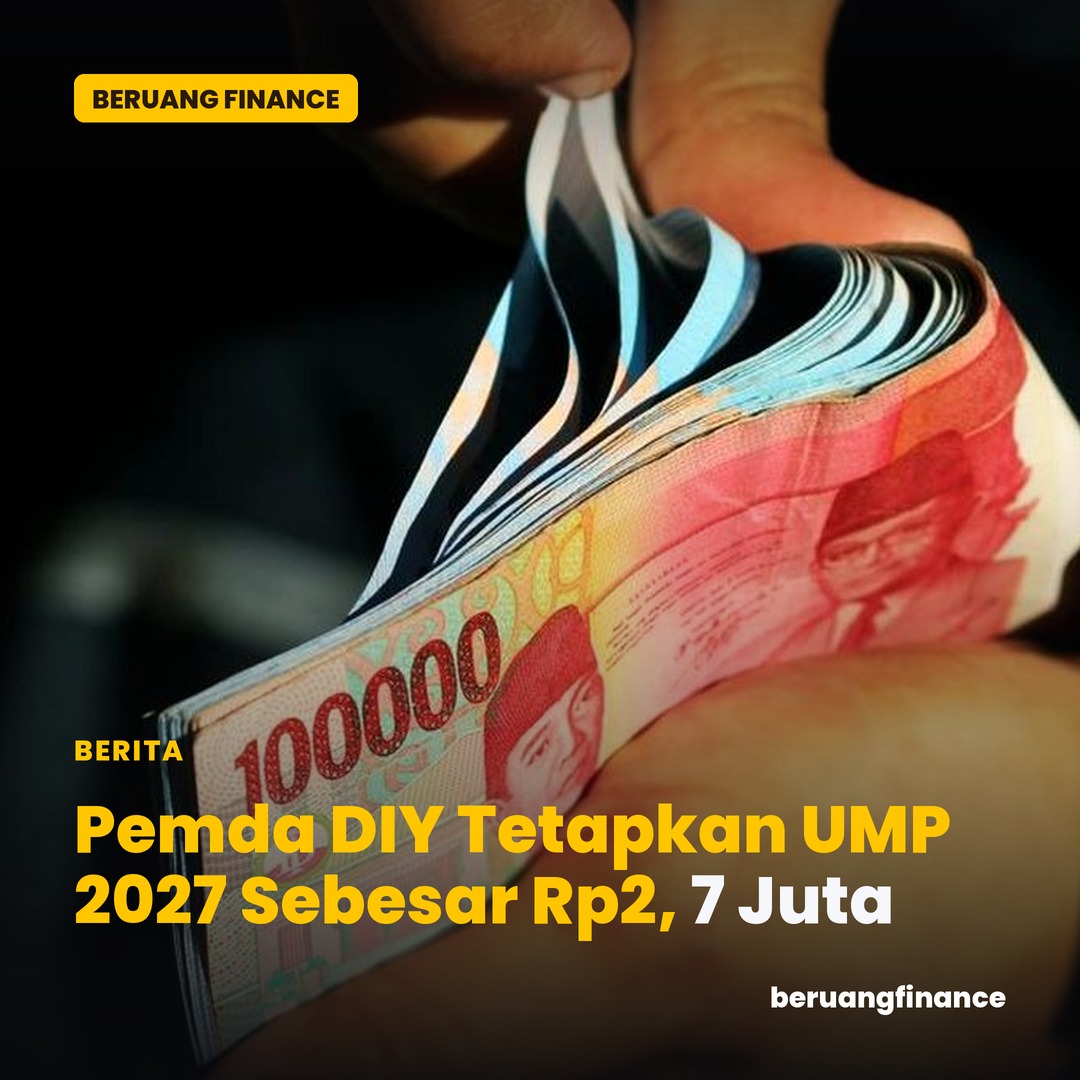 BERUANG FINANCE
100000
BERITA
Pemda DIY Tetapkan UMP
2027 Sebesar Rp2, 7 Juta
beruangfinance